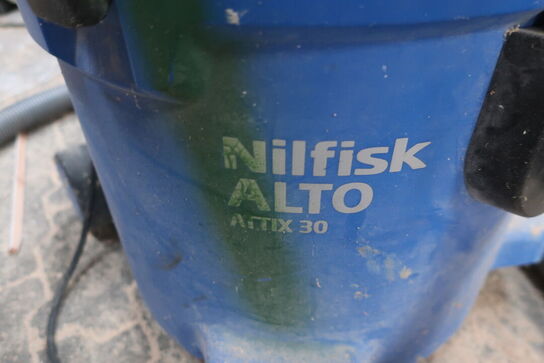 Nilfisk
ALTO
ATTIX 30